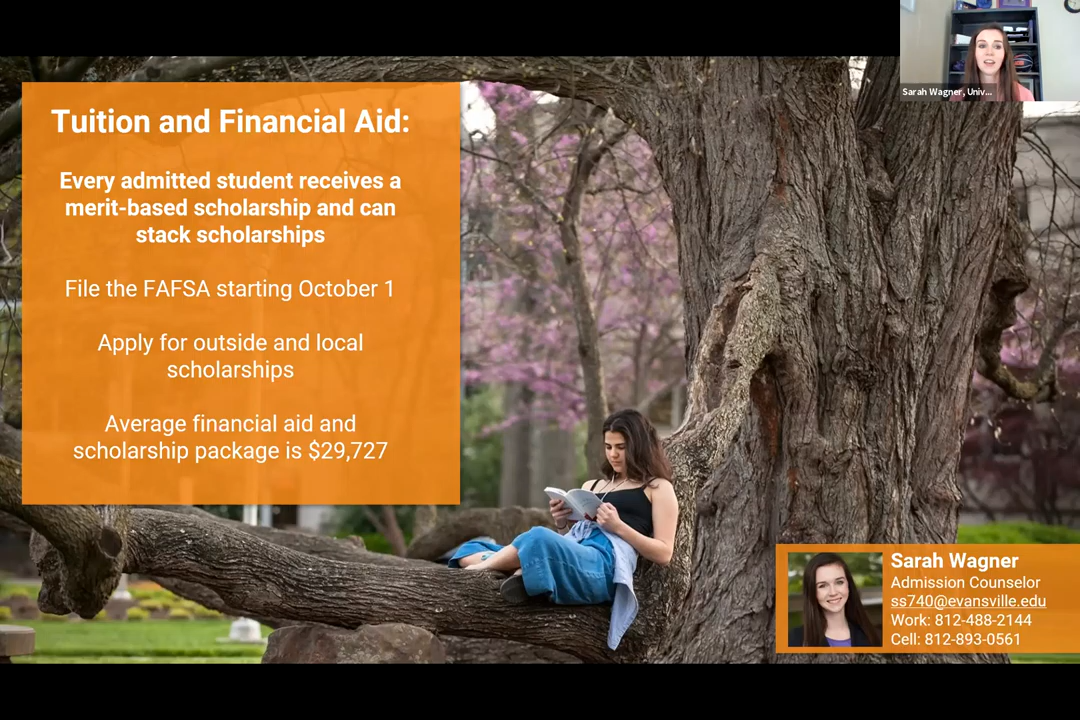 Sarah Wagner, Univ...
Tuition and Financial Aid:
Every admitted student receives a
merit-based scholarship and can
stack scholarships
File the FAFSA starting October 1
Apply for outside and local
scholarships
Average financial aid and
scholarship package is $29,727
Sarah Wagner
Admission Counselor
ss740@evansville.edu
Work: 812-488-2144
Cell: 812-893-0561